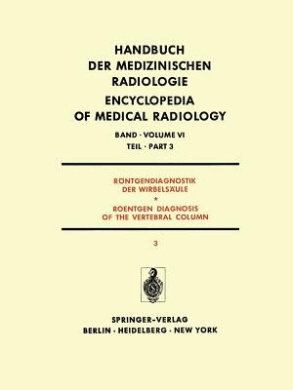 HANDBUCH
DER MEDIZINISCHEN
RADIOLOGIE
ENCYCLOPEDIA
OF MEDICAL RADIOLOGY
BAND · VOLUME VI
TEIL · PART 3
RÖNTGENDIAGNOSTIK
DER WIRBELSÄULE
*
ROENTGEN DIAGNOSIS
OF THE VERTEBRAL COLUMN
3
SPRINGER-VERLAG
BERLIN · HEIDELBERG · NEW YORK